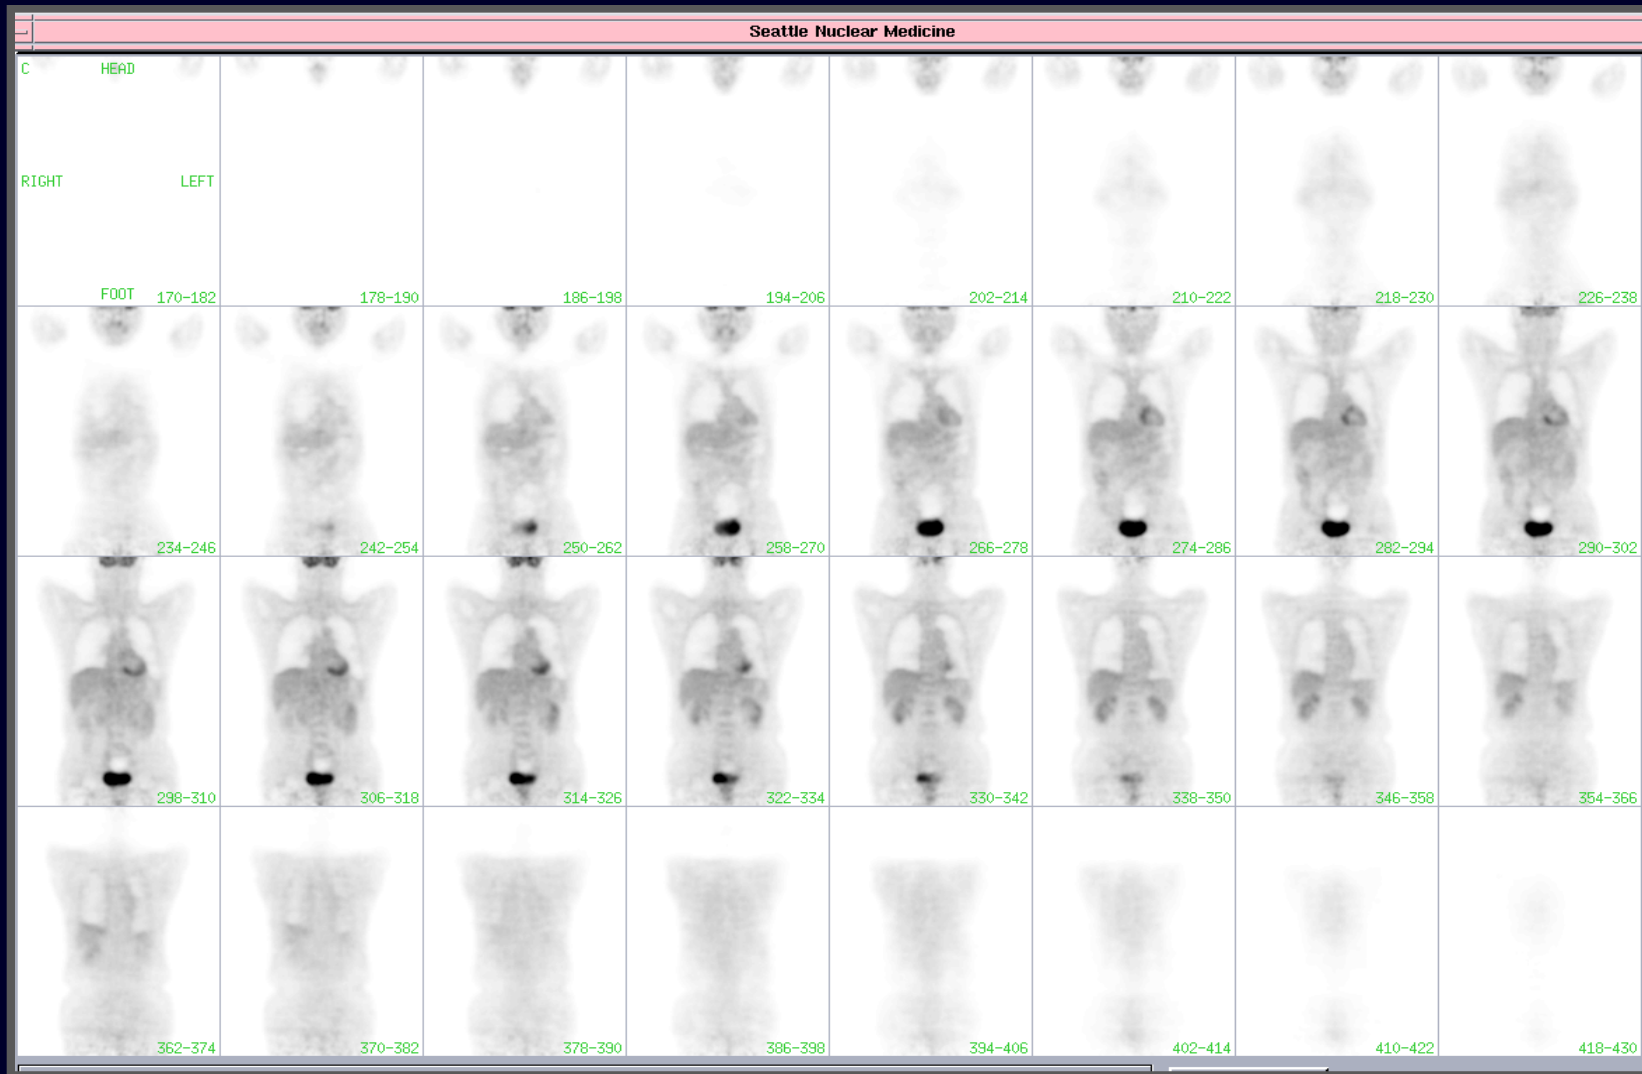 Seattle Nuclear Medicine
C HEAD
RIGHT LEFT
FOOT 170-182 178-190 186-198 194-206 202-214 210-222 218-230 226-238
234-246 242-254 250-262 258-270 266-278 274-286 282-294 290-302
298-310 306-318 314-326 322-334 330-342 338-350 346-358 354-366
362-374 370-382 378-390 386-398 394-406 402-414 410-422 418-430